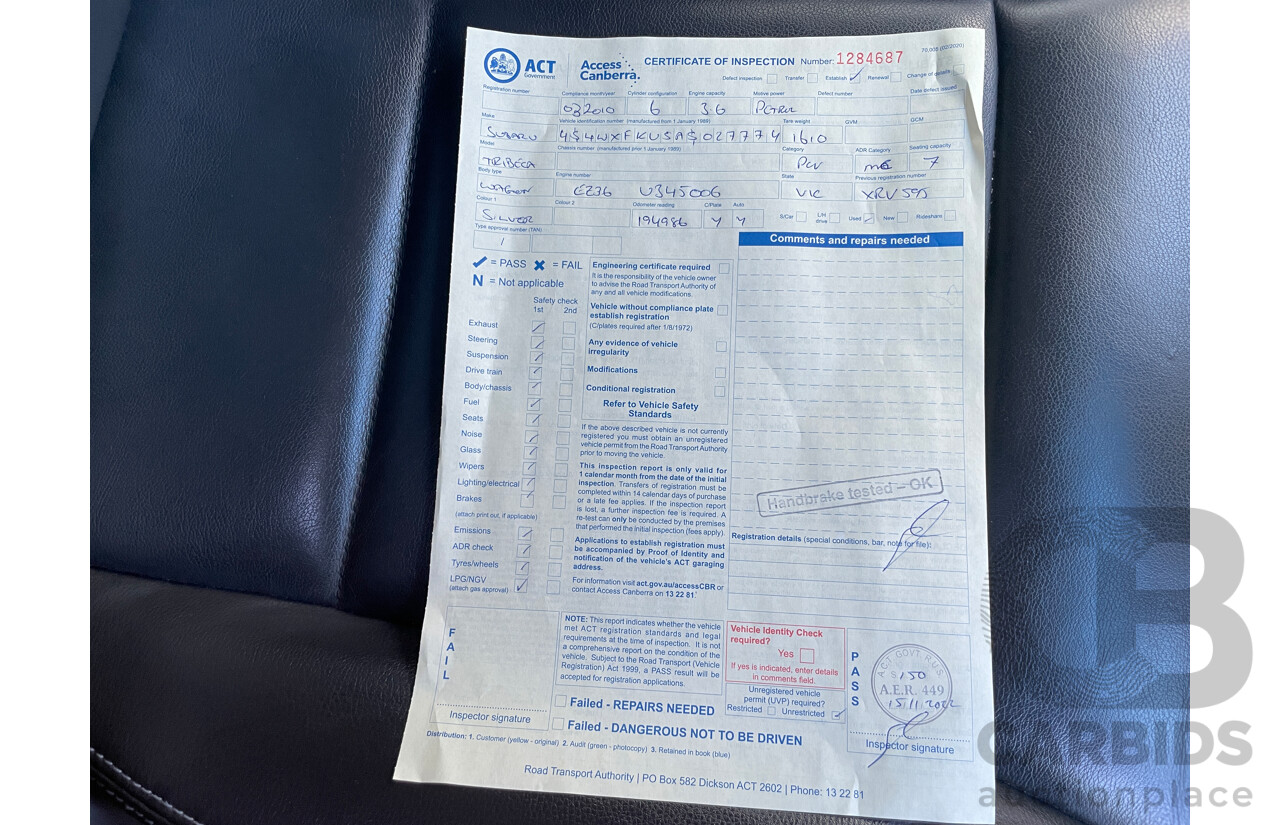 70,005 (02/2020)
ACT Government
Access Canberra.
CERTIFICATE OF INSPECTION Number: 1284687
Defect inspection Transfer Establish ✓ Renewal Change of details
Registration number Compliance month/year Cylinder configuration Engine capacity Motive power Defect number Date defect issued
032010 6 3.6 PETROL
Make Vehicle identification number (manufactured from 1 January 1989) Tare weight GVM GCM
SUBARU 1610
Model Chassis number (manufactured prior 1 January 1989) Category ADR Category Seating capacity
TRIBECA 7
Body type Engine number State Previous registration number
WAGON EZ36 U345006 VIC XRV 595
Colour 1 Colour 2 Odometer reading C/Plate Auto
SILVER 194986 Y Y
S/Car L/H drive Used ✓ New Rideshare
Type approval number (TAN)
Comments and repairs needed
✓ = PASS ✖ = FAIL
N = Not applicable
Safety check
1st 2nd
Exhaust
Steering
Suspension
Drive train
Body/chassis
Fuel
Seats
Noise
Glass
Wipers
Lighting/electrical
Brakes
(attach print out, if applicable)
Emissions
ADR check
Tyres/wheels
LPG/NGV
(attach gas approval)
Engineering certificate required
It is the responsibility of the vehicle owner
to advise the Road Transport Authority of
any and all vehicle modifications.
Vehicle without compliance plate
establish registration
(C/plates required after 1/8/1972)
Any evidence of vehicle
irregularity
Modifications
Conditional registration
Refer to Vehicle Safety
Standards
If the above described vehicle is not currently
registered you must obtain an unregistered
vehicle permit from the Road Transport Authority
prior to moving the vehicle.
This inspection report is only valid for
1 calendar month from the date of the initial
inspection. Transfers of registration must be
completed within 14 calendar days of purchase
or a late fee applies. If the inspection report
is lost, a further inspection fee is required. A
re-test can only be conducted by the premises
that performed the initial inspection (fees apply).
Applications to establish registration must
be accompanied by Proof of Identity and
notification of the vehicle's ACT garaging
address.
For information visit act.gov.au/accessCBR or
contact Access Canberra on 13 22 81.
Handbrake tested - OK
Registration details (special conditions, bar, note for file):
FAIL
Inspector signature
NOTE: This report indicates whether the vehicle
met ACT registration standards and legal
requirements at the time of inspection. It is not
a comprehensive report on the condition of the
vehicle. Subject to the Road Transport (Vehicle
Registration) Act 1999, a PASS result will be
accepted for registration applications.
Failed - REPAIRS NEEDED
Failed - DANGEROUS NOT TO BE DRIVEN
Vehicle Identity Check
required?
Yes
If yes is indicated, enter details
in comments field.
Unregistered vehicle
permit (UVP) required?
Restricted Unrestricted ✓
PASS
A.E.R. 449
15/11/2022
Inspector signature
Distribution: 1. Customer (yellow - original) 2. Audit (green - photocopy) 3. Retained in book (blue)
Road Transport Authority | PO Box 582 Dickson ACT 2602 | Phone: 13 22 81
CARBIDS
auctionplace